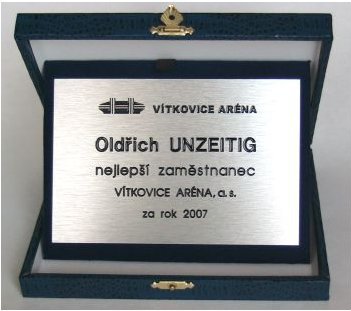 VÍTKOVICE ARÉNA
Oldřich UNZEITIG
nejlepší zaměstnanec
VÍTKOVICE ARÉNA, a. s.
za rok 2007